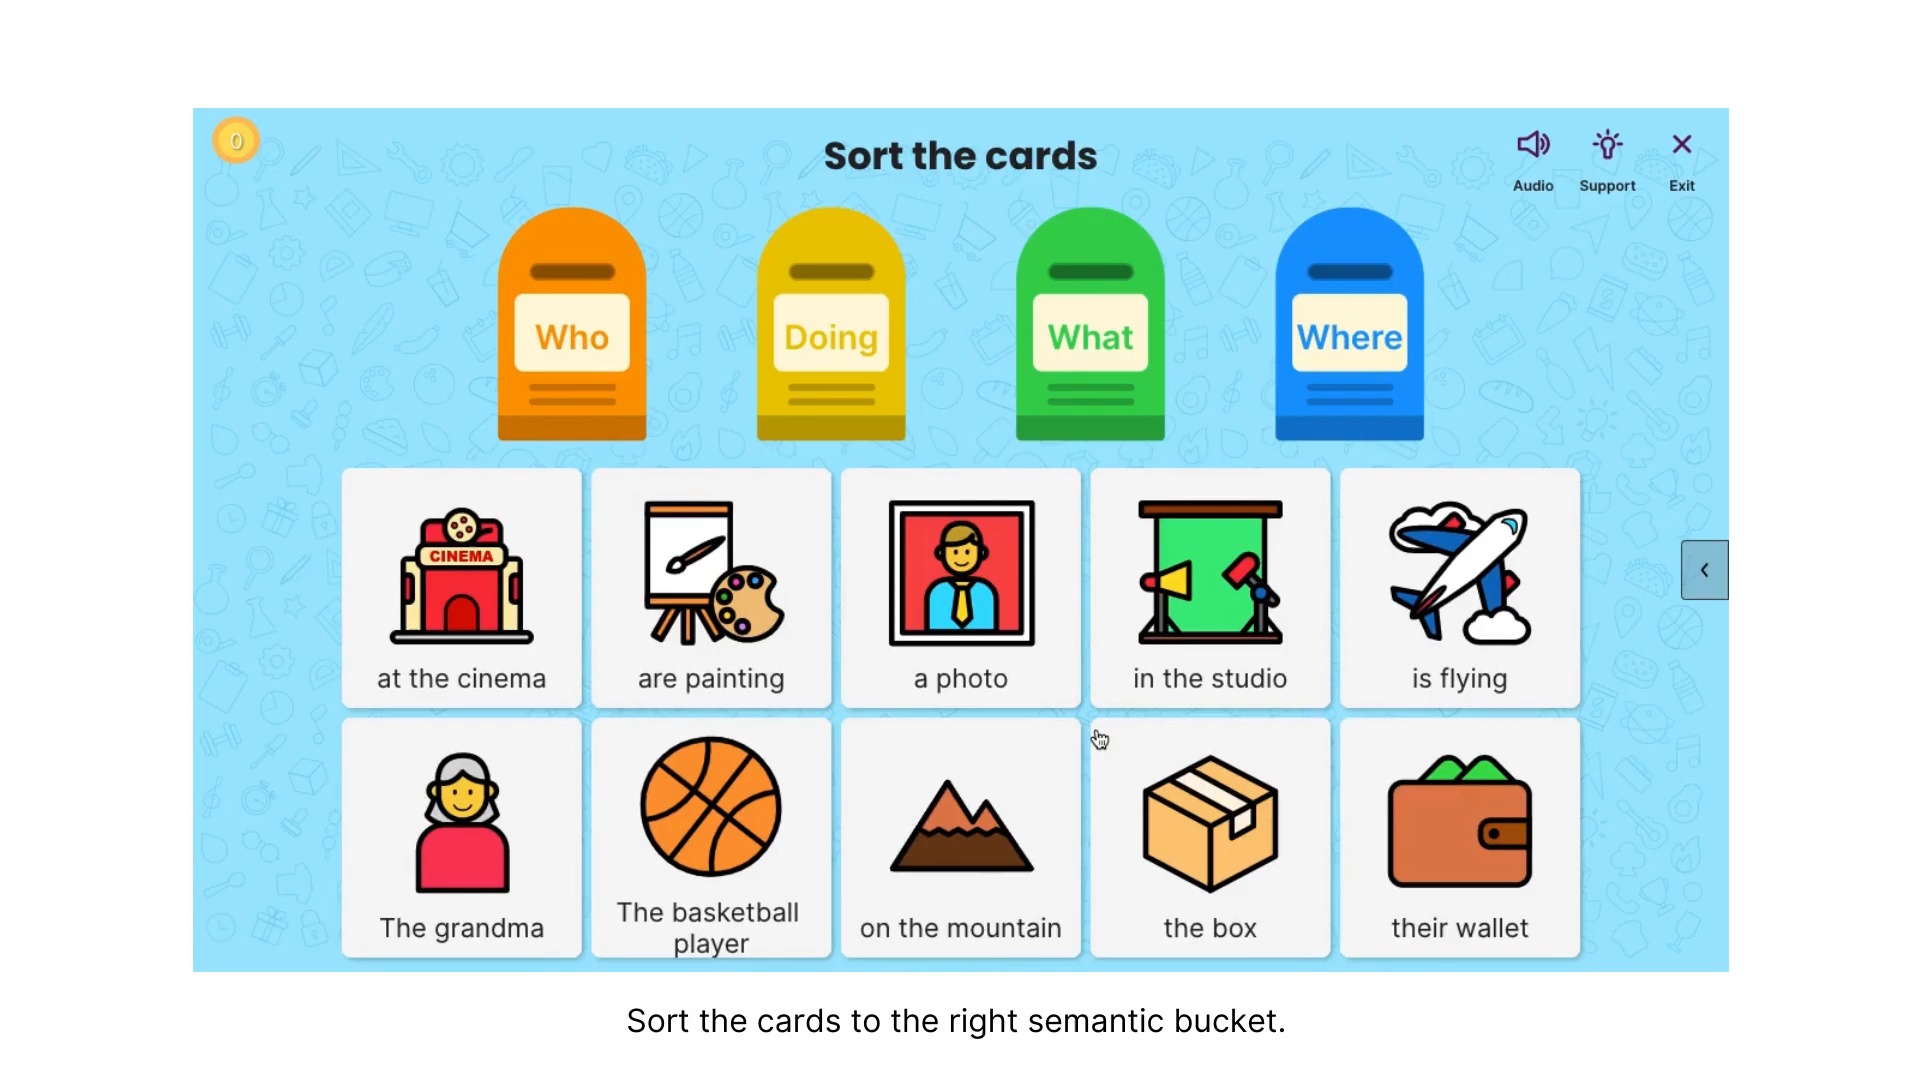 0
Sort the cards
Audio
Support
Exit
Who
Doing
What
Where
CINEMA
at the cinema
are painting
a photo
in the studio
is flying
The grandma
The basketball
player
on the mountain
the box
their wallet
Sort the cards to the right semantic bucket.